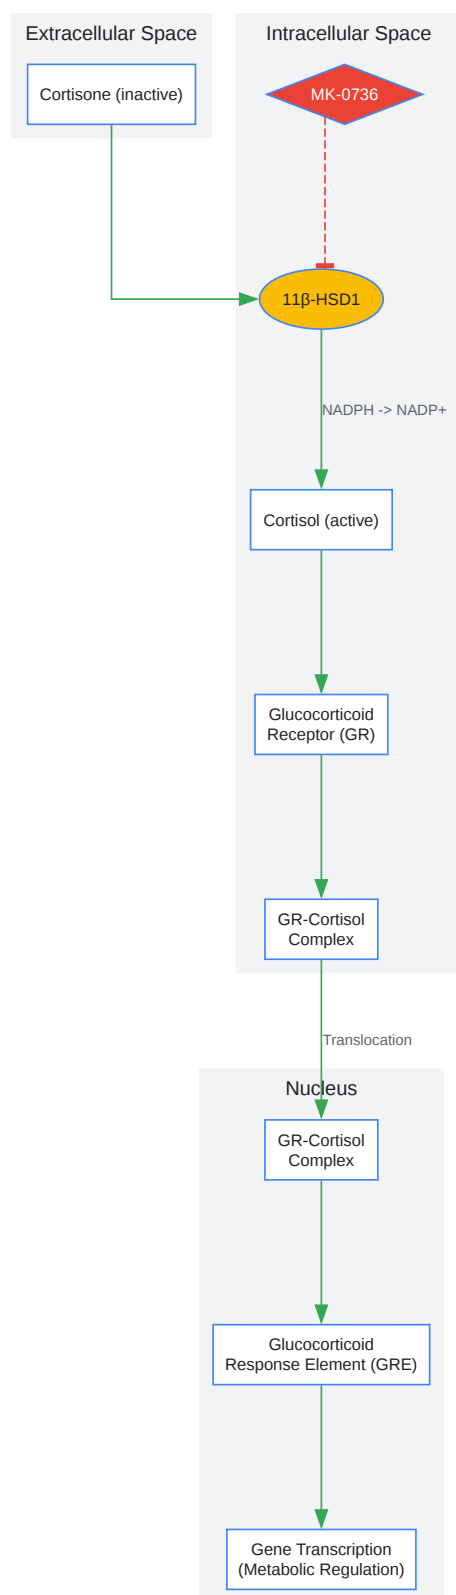 Extracellular Space
Intracellular Space
Cortisone (inactive)
MK-0736
11β-HSD1
NADPH -> NADP+
Cortisol (active)
Glucocorticoid
Receptor (GR)
GR-Cortisol
Complex
Translocation
Nucleus
GR-Cortisol
Complex
Glucocorticoid
Response Element (GRE)
Gene Transcription
(Metabolic Regulation)